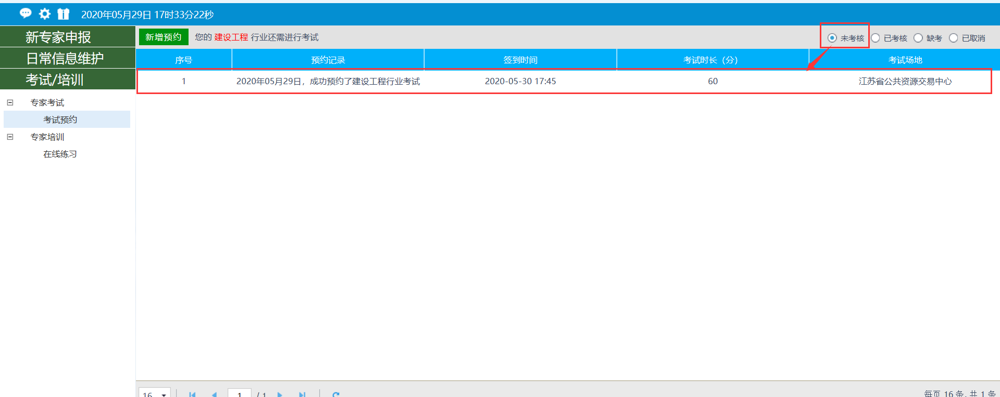 2020年05月29日 17时33分22秒
新专家申报
日常信息维护
考试/培训
专家考试
考试预约
专家培训
在线练习
新增预约 您的 建设工程 行业还需进行考试
未考核 已考核 缺考 已取消
序号 预约记录 签到时间 考试时长（分） 考试场地
1 2020年05月29日，成功预约了建设工程行业考试 2020-05-30 17:45 60 江苏省公共资源交易中心
16 1 / 1 每页 16 条, 共 1 条